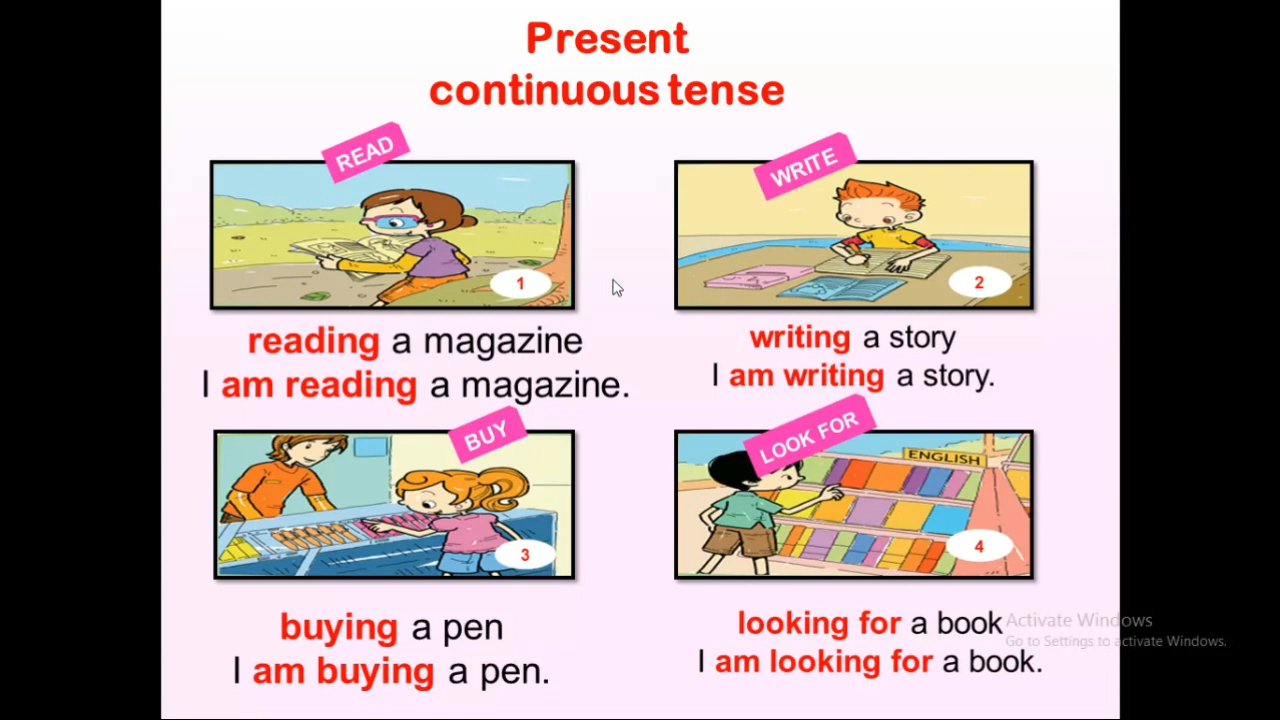 Present
continuous tense
READ
1
reading a magazine
I am reading a magazine.
WRITE
2
writing a story
I am writing a story.
BUY
3
buying a pen
I am buying a pen.
LOOK FOR
ENGLISH
4
looking for a book
I am looking for a book.
Activate Windows
Go to Settings to activate Windows.